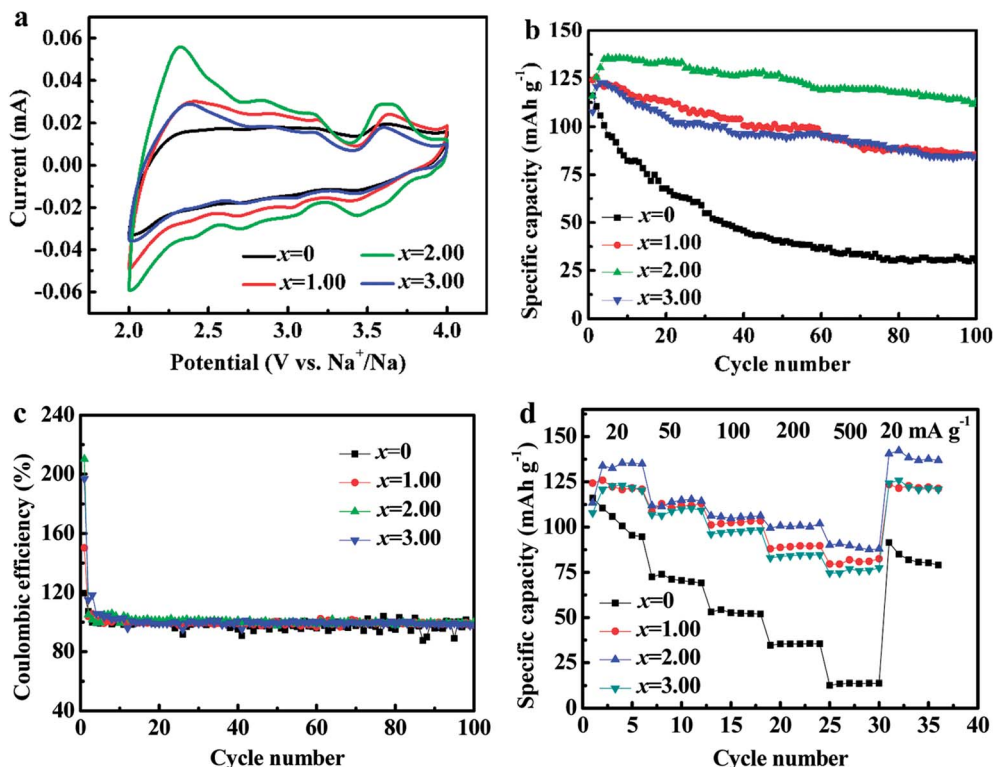 a
0.06
0.04
0.02
0.00
-0.02
-0.04
-0.06
Current (mA)
x=0 x=2.00
x=1.00 x=3.00
2.0 2.5 3.0 3.5 4.0
Potential (V vs. Na⁺/Na)
b
150
125
100
75
50
25
0
Specific capacity (mAh g⁻¹)
x=0
x=1.00
x=2.00
x=3.00
0 20 40 60 80 100
Cycle number
c
240
200
160
120
80
40
Coulombic efficiency (%)
x=0
x=1.00
x=2.00
x=3.00
0 20 40 60 80 100
Cycle number
d
150
125
100
75
50
25
0
Specific capacity (mAh g⁻¹)
20 50 100 200 500 20 mA g⁻¹
x=0
x=1.00
x=2.00
x=3.00
0 5 10 15 20 25 30 35 40
Cycle number